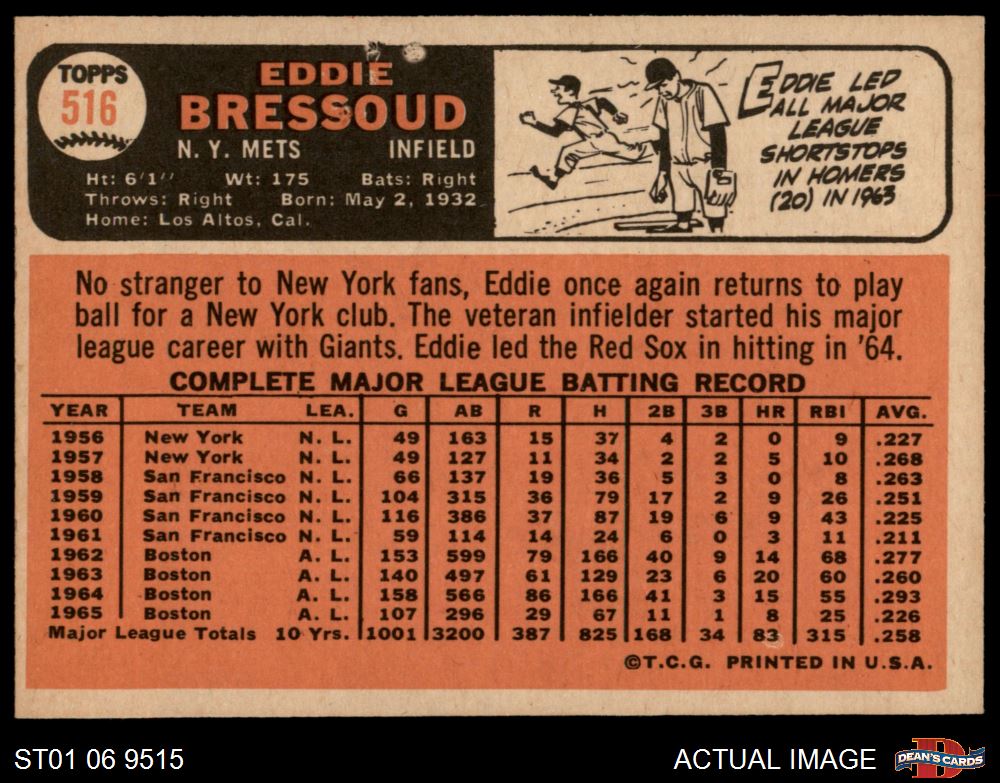 TOPPS
516
EDDIE
BRESSOUD
N. Y. METS INFIELD
Ht: 6'1" Wt: 175 Bats: Right
Throws: Right Born: May 2, 1932
Home: Los Altos, Cal.
EDDIE LED
ALL MAJOR
LEAGUE
SHORTSTOPS
IN HOMERS
(20) IN 1963
No stranger to New York fans, Eddie once again returns to play
ball for a New York club. The veteran infielder started his major
league career with Giants. Eddie led the Red Sox in hitting in '64.
COMPLETE MAJOR LEAGUE BATTING RECORD
YEAR TEAM LEA. G AB R H 2B 3B HR RBI AVG.
1956 New York N. L. 49 163 15 37 4 2 0 9 .227
1957 New York N. L. 49 127 11 34 2 2 5 10 .268
1958 San Francisco N. L. 66 137 19 36 5 3 0 8 .263
1959 San Francisco N. L. 104 315 36 79 17 2 9 26 .251
1960 San Francisco N. L. 116 386 37 87 19 6 9 43 .225
1961 San Francisco N. L. 59 114 14 24 6 0 3 11 .211
1962 Boston A. L. 153 599 79 166 40 9 14 68 .277
1963 Boston A. L. 140 497 61 129 23 6 20 60 .260
1964 Boston A. L. 158 566 86 166 41 3 15 55 .293
1965 Boston A. L. 107 296 29 67 11 1 8 25 .226
Major League Totals 10 Yrs. 1001 3200 387 825 168 34 83 315 .258
©T.C.G. PRINTED IN U.S.A.
ST01 06 9515 ACTUAL IMAGE
D
DEAN'S CARDS